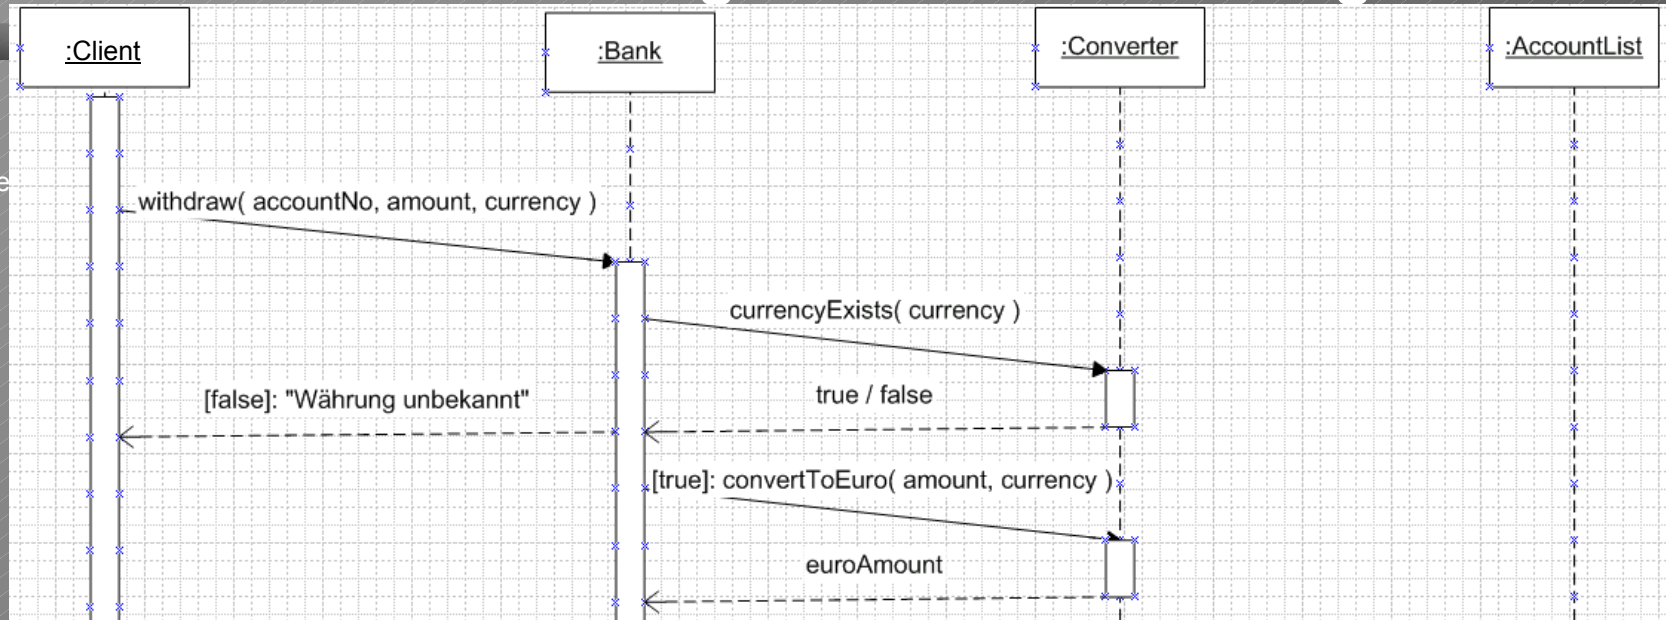 :Client
:Bank
:Converter
:AccountList
withdraw( accountNo, amount, currency )
currencyExists( currency )
[false]: "Währung unbekannt"
true / false
[true]: convertToEuro( amount, currency )
euroAmount
e